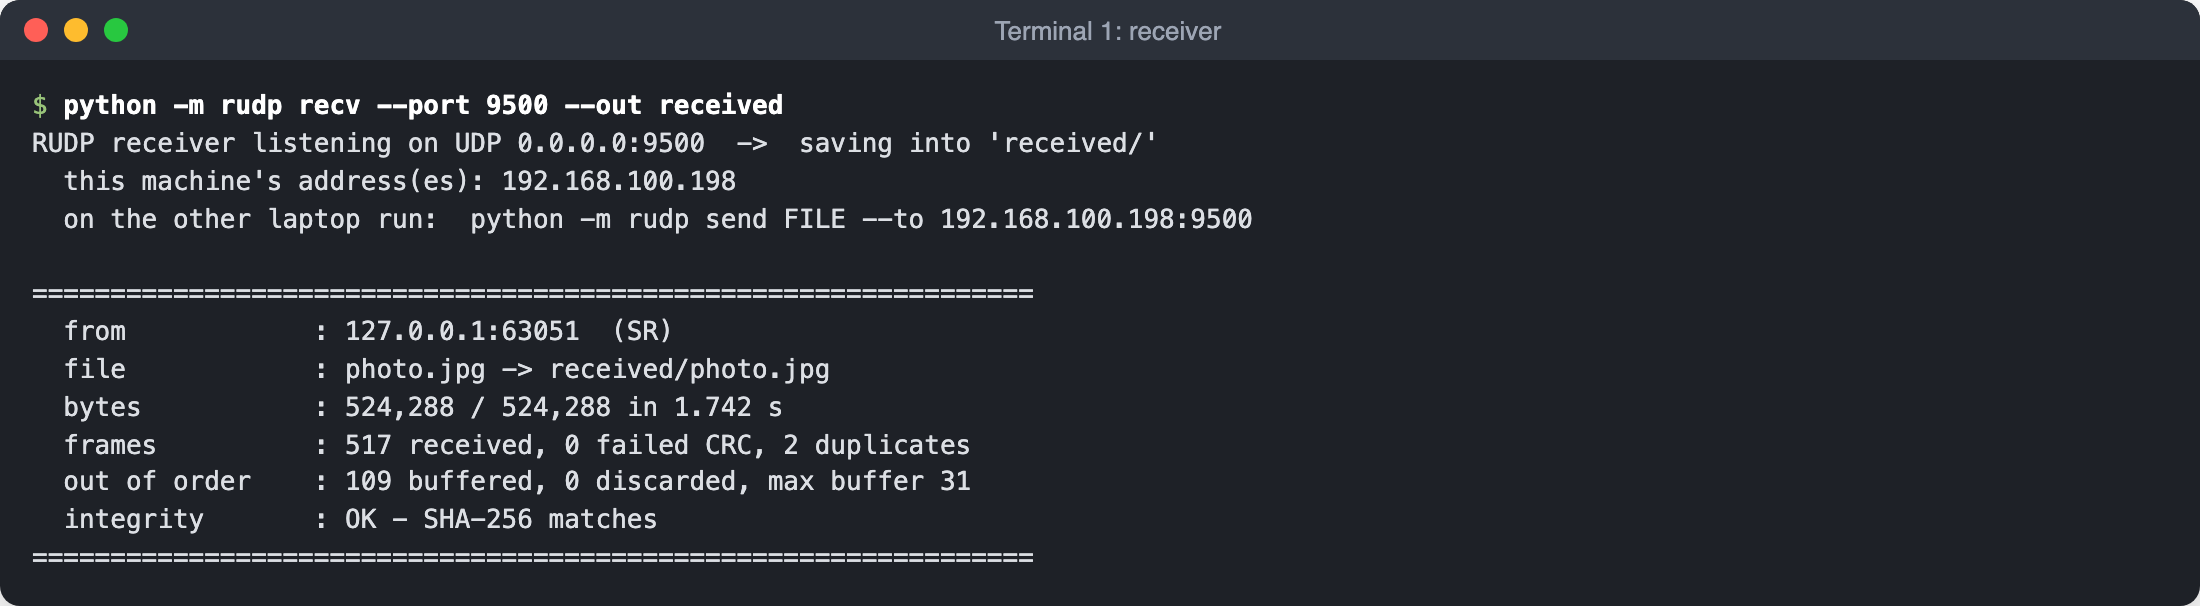 Terminal 1: receiver
$ python -m rudp recv --port 9500 --out received
RUDP receiver listening on UDP 0.0.0.0:9500  ->  saving into 'received/'
  this machine's address(es): 192.168.100.198
  on the other laptop run:  python -m rudp send FILE --to 192.168.100.198:9500
================================================================
  from            : 127.0.0.1:63051  (SR)
  file            : photo.jpg -> received/photo.jpg
  bytes           : 524,288 / 524,288 in 1.742 s
  frames          : 517 received, 0 failed CRC, 2 duplicates
  out of order    : 109 buffered, 0 discarded, max buffer 31
  integrity       : OK - SHA-256 matches
================================================================